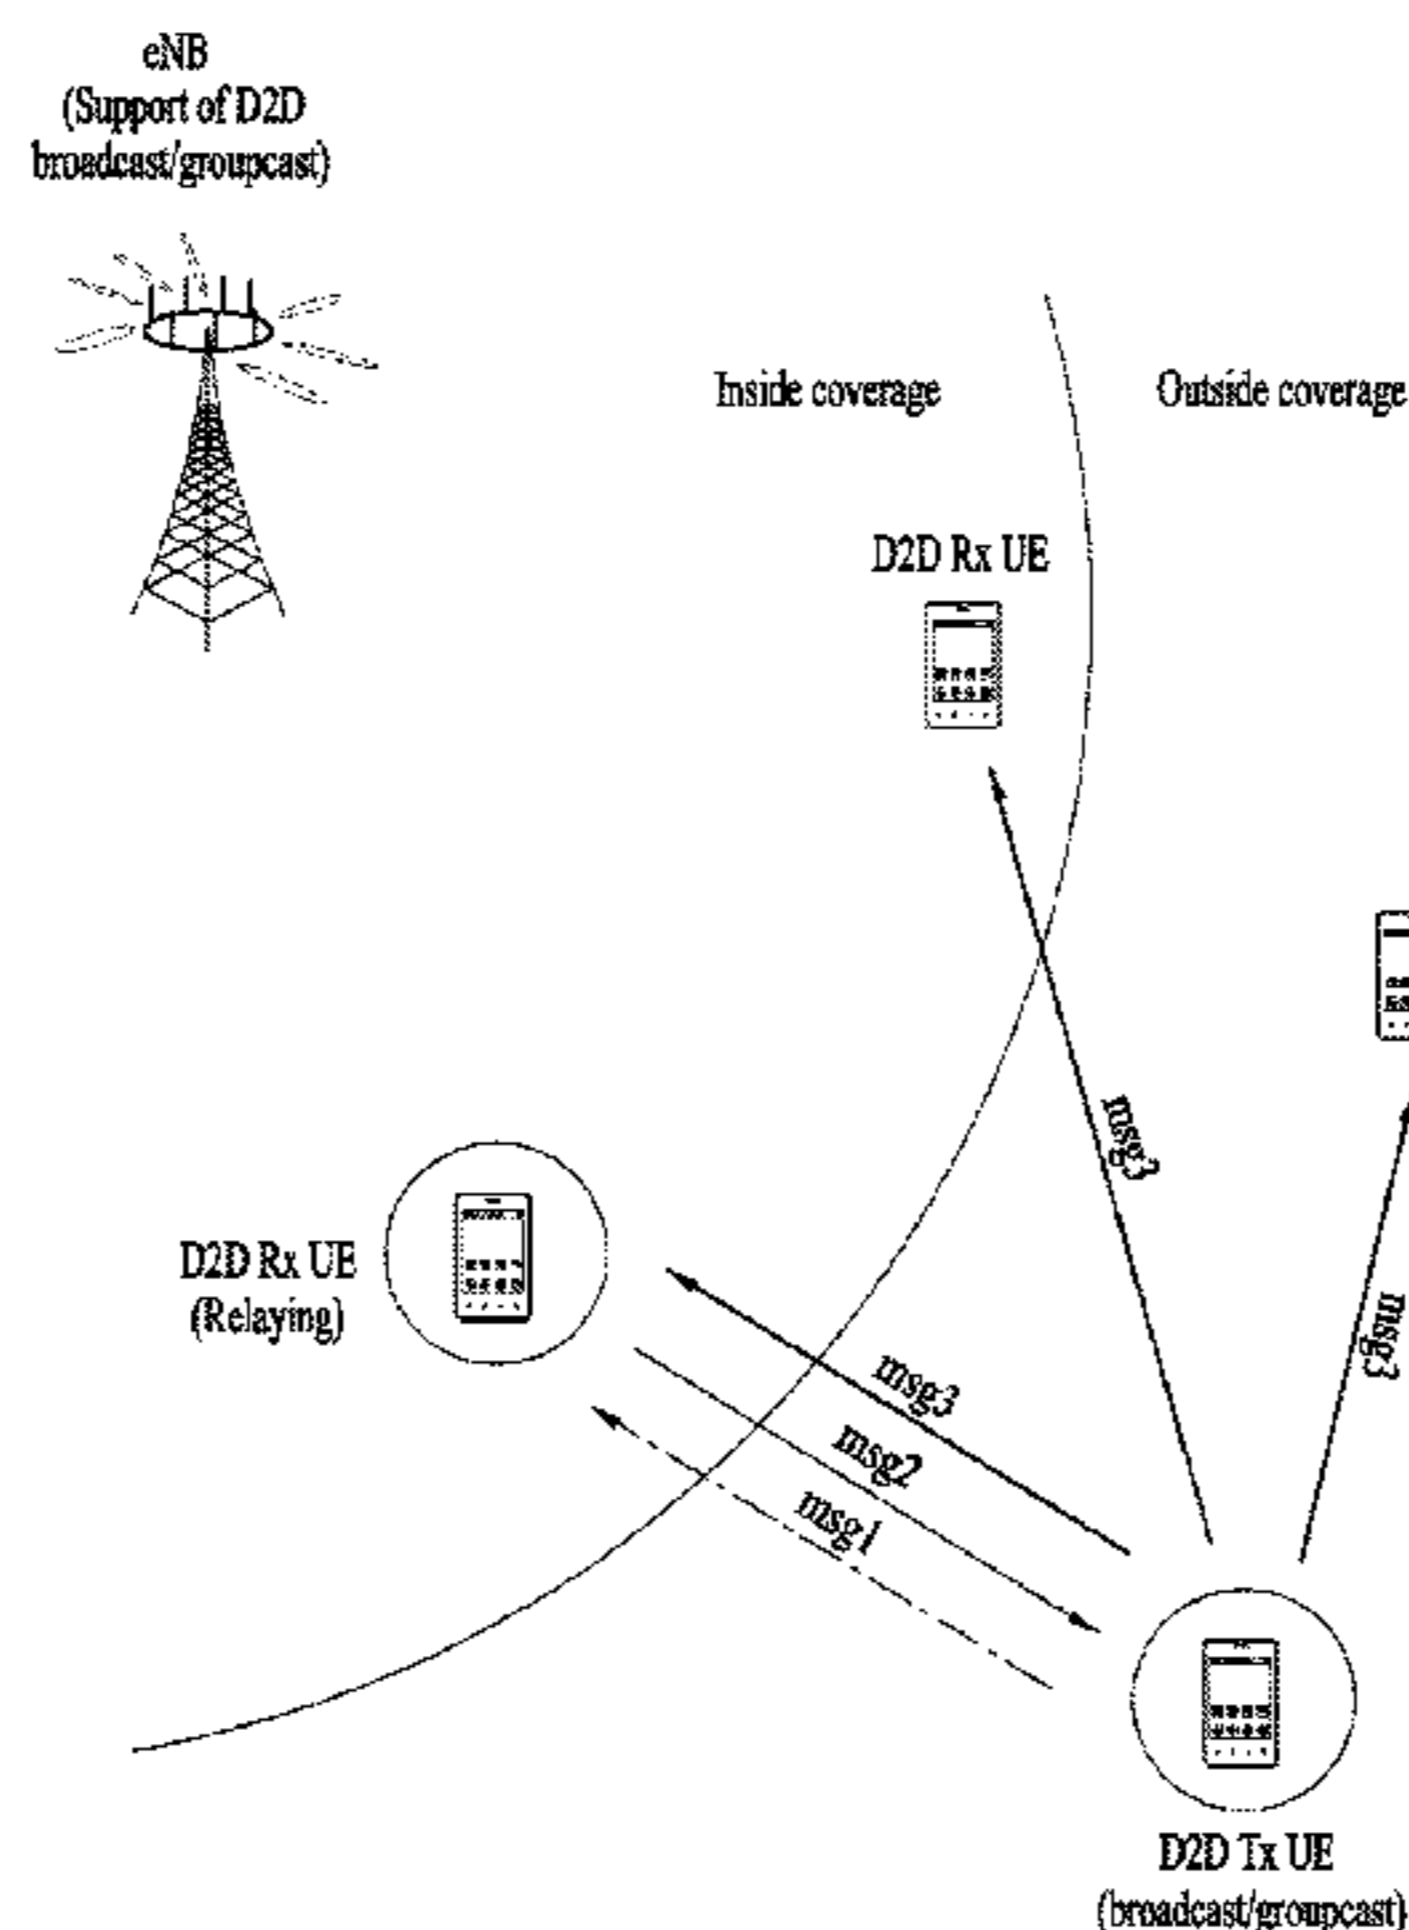 eNB
(Support of D2D
broadcast/groupcast)
Inside coverage
Outside coverage
D2D Rx UE
msg3
D2D Rx UE
(Relaying)
msg3
msg3
msg2
msg1
D2D Tx UE
(broadcast/groupcast)